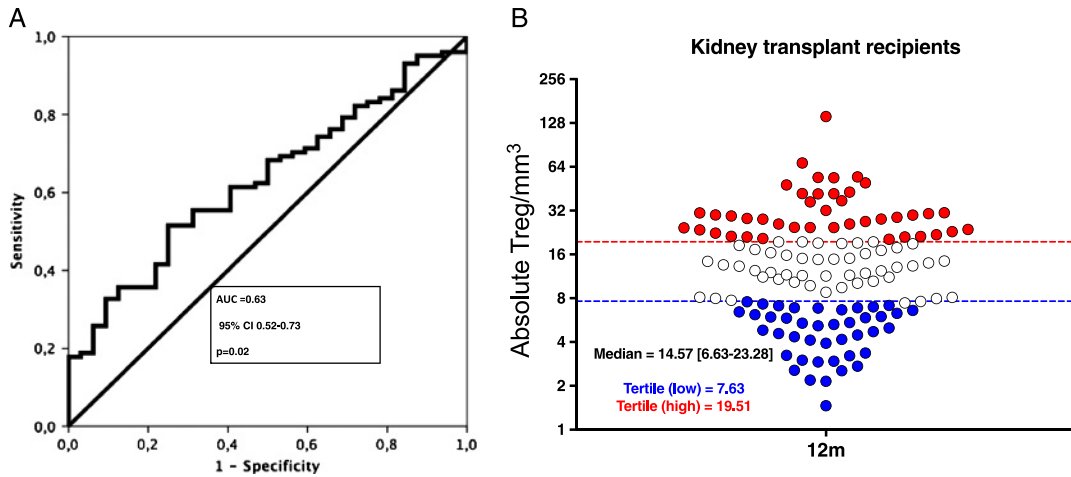 A
1,0
0,8
0,6
0,4
0,2
0,0
Sensitivity
AUC =0.63
95% CI 0.52-0.73
p=0.02
0,0 0,2 0,4 0,6 0,8 1,0
1 - Specificity
B
Kidney transplant recipients
256
128
64
32
16
8
4
2
1
Absolute Treg/mm³
Median = 14.57 [6.63-23.28]
Tertile (low) = 7.63
Tertile (high) = 19.51
12m